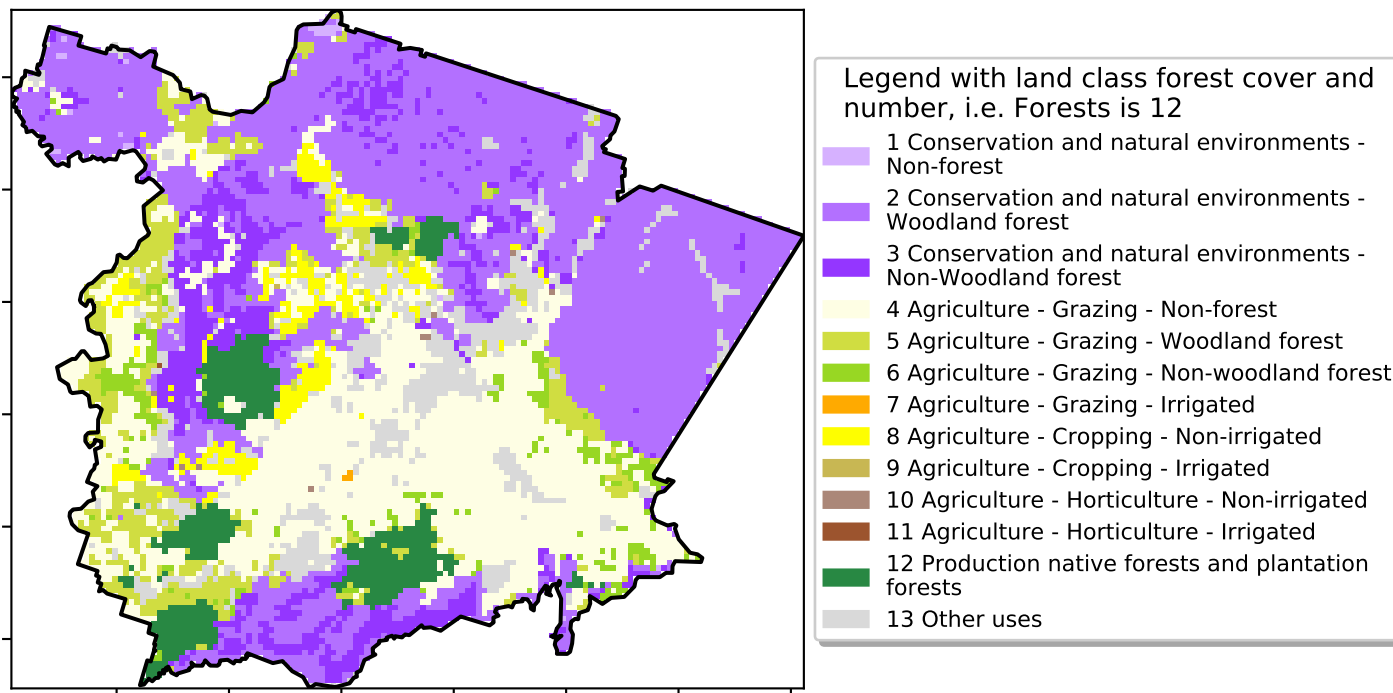 Legend with land class forest cover and
number, i.e. Forests is 12
1 Conservation and natural environments -
Non-forest
2 Conservation and natural environments -
Woodland forest
3 Conservation and natural environments -
Non-Woodland forest
4 Agriculture - Grazing - Non-forest
5 Agriculture - Grazing - Woodland forest
6 Agriculture - Grazing - Non-woodland forest
7 Agriculture - Grazing - Irrigated
8 Agriculture - Cropping - Non-irrigated
9 Agriculture - Cropping - Irrigated
10 Agriculture - Horticulture - Non-irrigated
11 Agriculture - Horticulture - Irrigated
12 Production native forests and plantation
forests
13 Other uses